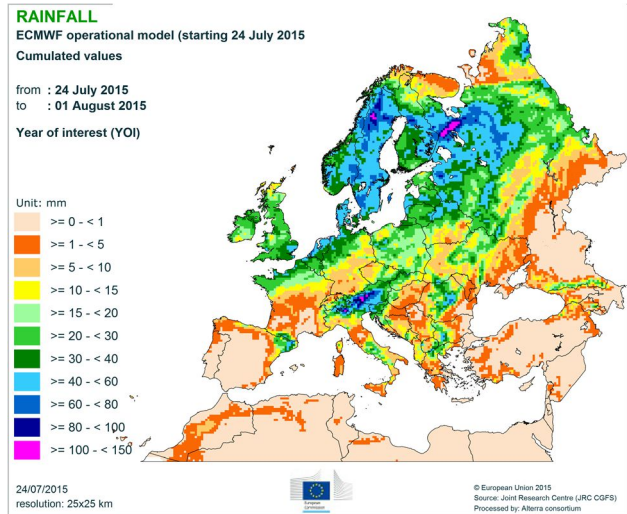 RAINFALL
ECMWF operational model (starting 24 July 2015
Cumulated values
from : 24 July 2015
to : 01 August 2015
Year of interest (YOI)
Unit: mm
>= 0 - < 1
>= 1 - < 5
>= 5 - < 10
>= 10 - < 15
>= 15 - < 20
>= 20 - < 30
>= 30 - < 40
>= 40 - < 60
>= 60 - < 80
>= 80 - < 100
>= 100 - < 150
24/07/2015
resolution: 25x25 km
European
Commission
© European Union 2015
Source: Joint Research Centre (JRC CGFS)
Processed by: Alterra consortium